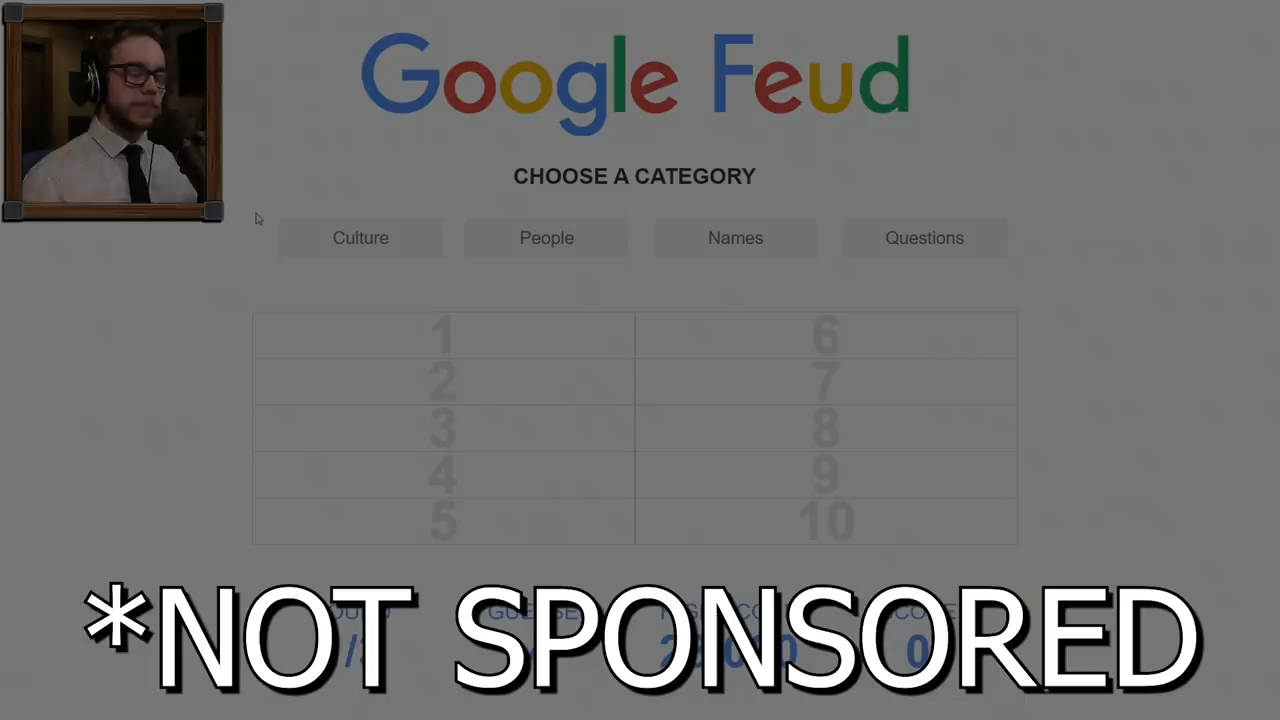 Google Feud
CHOOSE A CATEGORY
Culture People Names Questions
1 6
2 7
3 8
4 9
5 10
*NOT SPONSORED